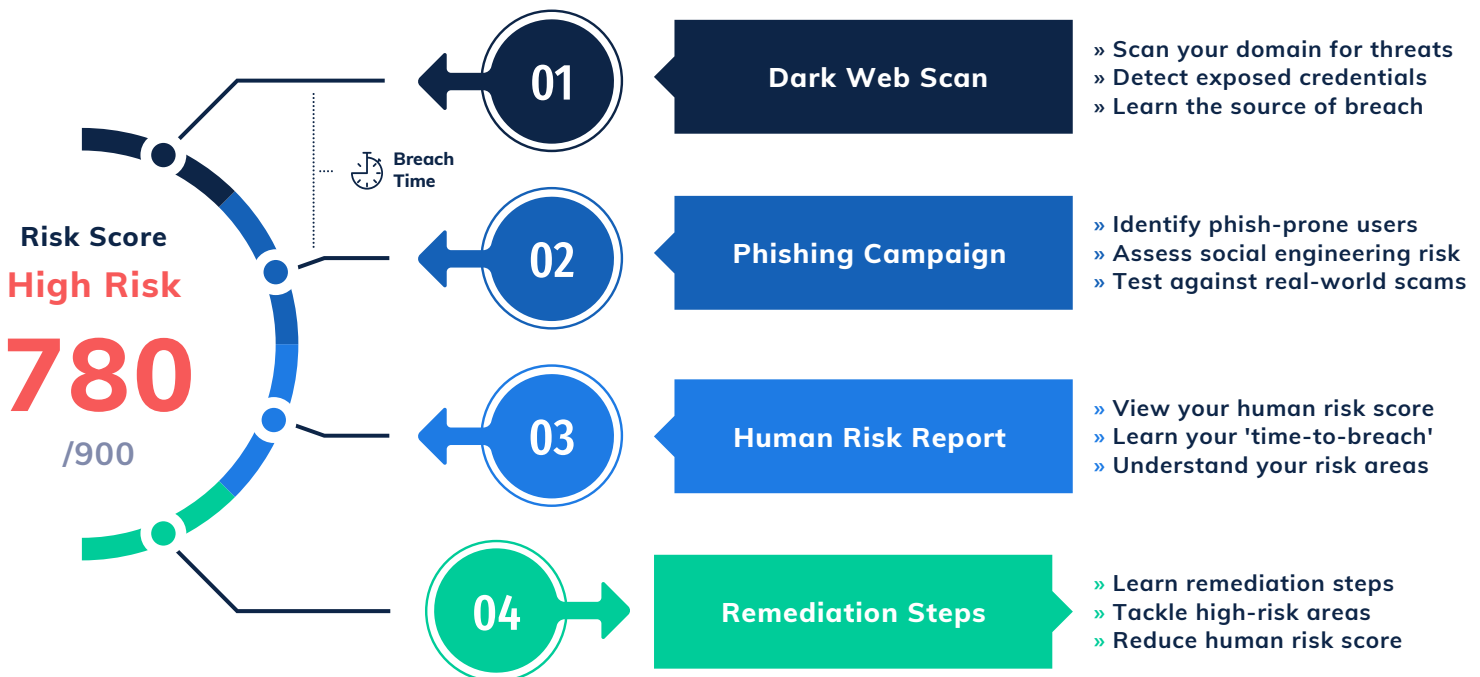 Risk Score
High Risk
780
/900
Breach
Time
01
Dark Web Scan
» Scan your domain for threats
» Detect exposed credentials
» Learn the source of breach
02
Phishing Campaign
» Identify phish-prone users
» Assess social engineering risk
» Test against real-world scams
03
Human Risk Report
» View your human risk score
» Learn your 'time-to-breach'
» Understand your risk areas
04
Remediation Steps
» Learn remediation steps
» Tackle high-risk areas
» Reduce human risk score